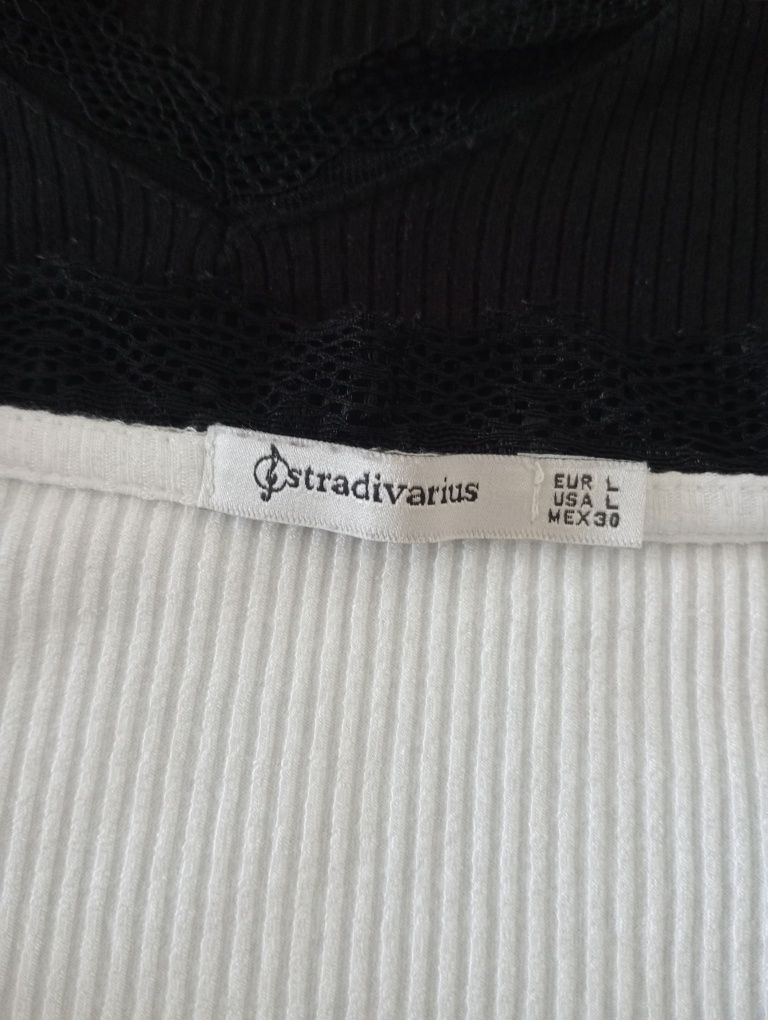 stradivarius
EUR L
USA L
MEX 30